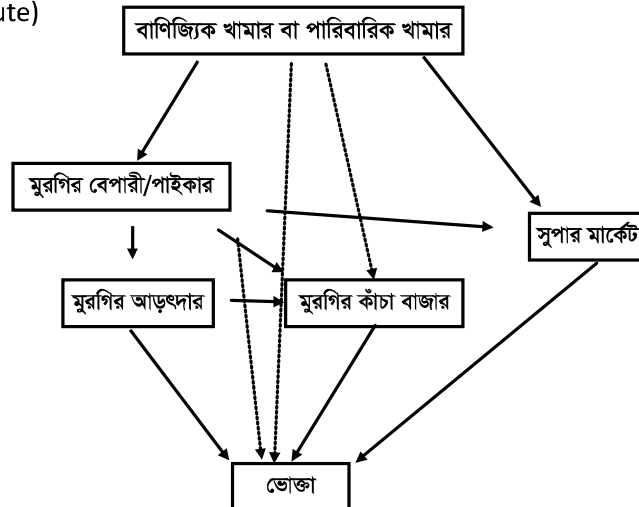 ute)
বাণিজ্যিক খামার বা পারিবারিক খামার
মুরগির বেপারী/পাইকার
সুপার মার্কেট
মুরগির আড়ৎদার
মুরগির কাঁচা বাজার
ভোক্তা